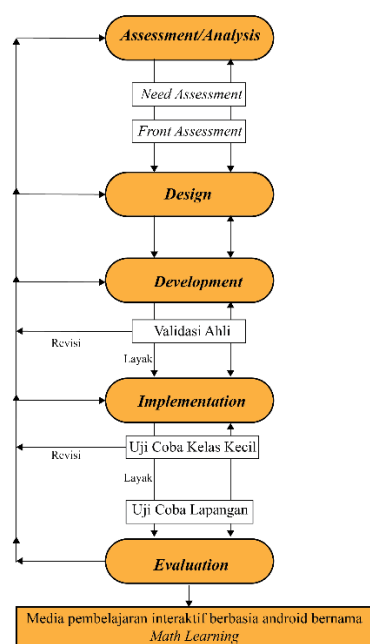 Assessment/Analysis
Need Assessment
Front Assessment
Design
Development
Validasi Ahli
Revisi
Layak
Implementation
Uji Coba Kelas Kecil
Revisi
Layak
Uji Coba Lapangan
Evaluation
Media pembelajaran interaktif berbasia android bernama
Math Learning